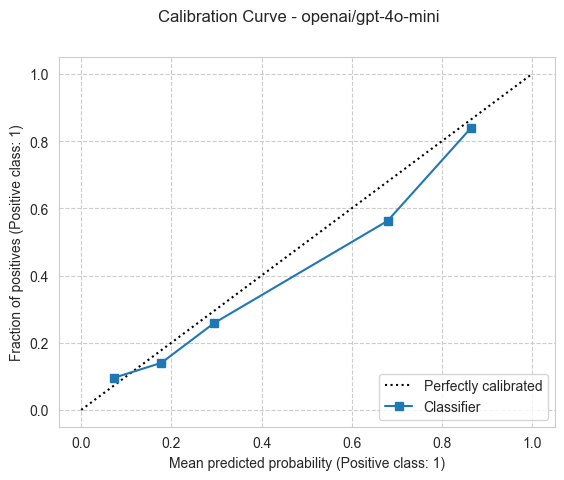 Calibration Curve - openai/gpt-4o-mini
Fraction of positives (Positive class: 1)
1.0
0.8
0.6
0.4
0.2
0.0
Perfectly calibrated
Classifier
0.0 0.2 0.4 0.6 0.8 1.0
Mean predicted probability (Positive class: 1)